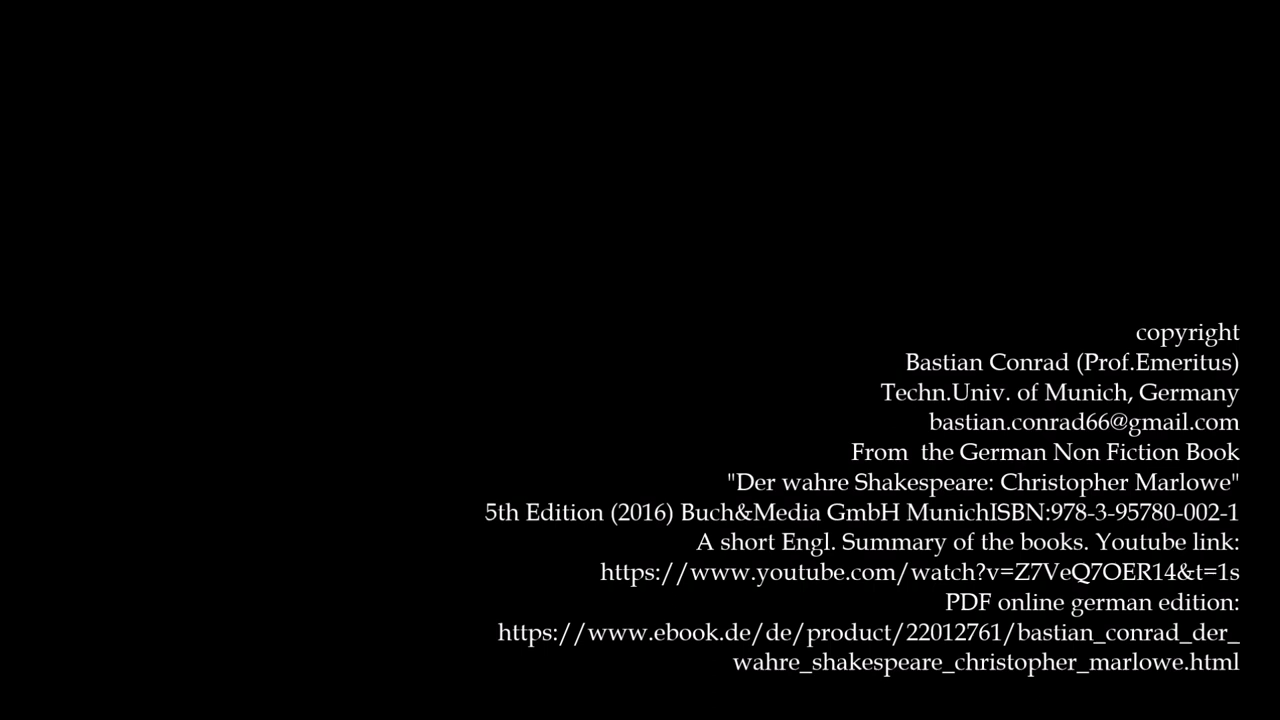 copyright
Bastian Conrad (Prof.Emeritus)
Techn.Univ. of Munich, Germany
bastian.conrad66@gmail.com
From  the German Non Fiction Book
"Der wahre Shakespeare: Christopher Marlowe"
5th Edition (2016) Buch&Media GmbH MunichISBN:978-3-95780-002-1
A short Engl. Summary of the books. Youtube link:
https://www.youtube.com/watch?v=Z7VeQ7OER14&t=1s
PDF online german edition:
https://www.ebook.de/de/product/22012761/bastian_conrad_der_
wahre_shakespeare_christopher_marlowe.html